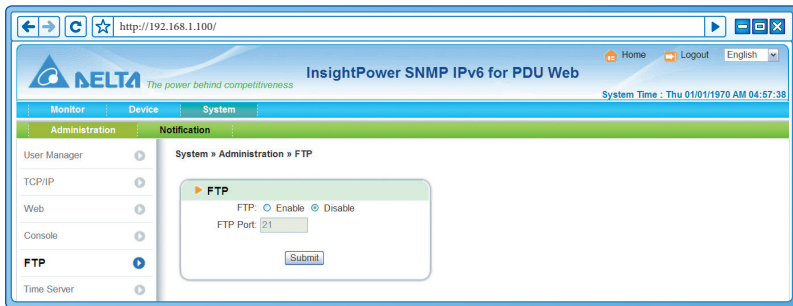 http://192.168.1.100/
Home Logout English
DELTA The power behind competitiveness
InsightPower SNMP IPv6 for PDU Web
System Time : Thu 01/01/1970 AM 04:57:38
Monitor Device System
Administration Notification
User Manager
TCP/IP
Web
Console
FTP
Time Server
System » Administration » FTP
FTP
FTP: Enable Disable
FTP Port: 21
Submit